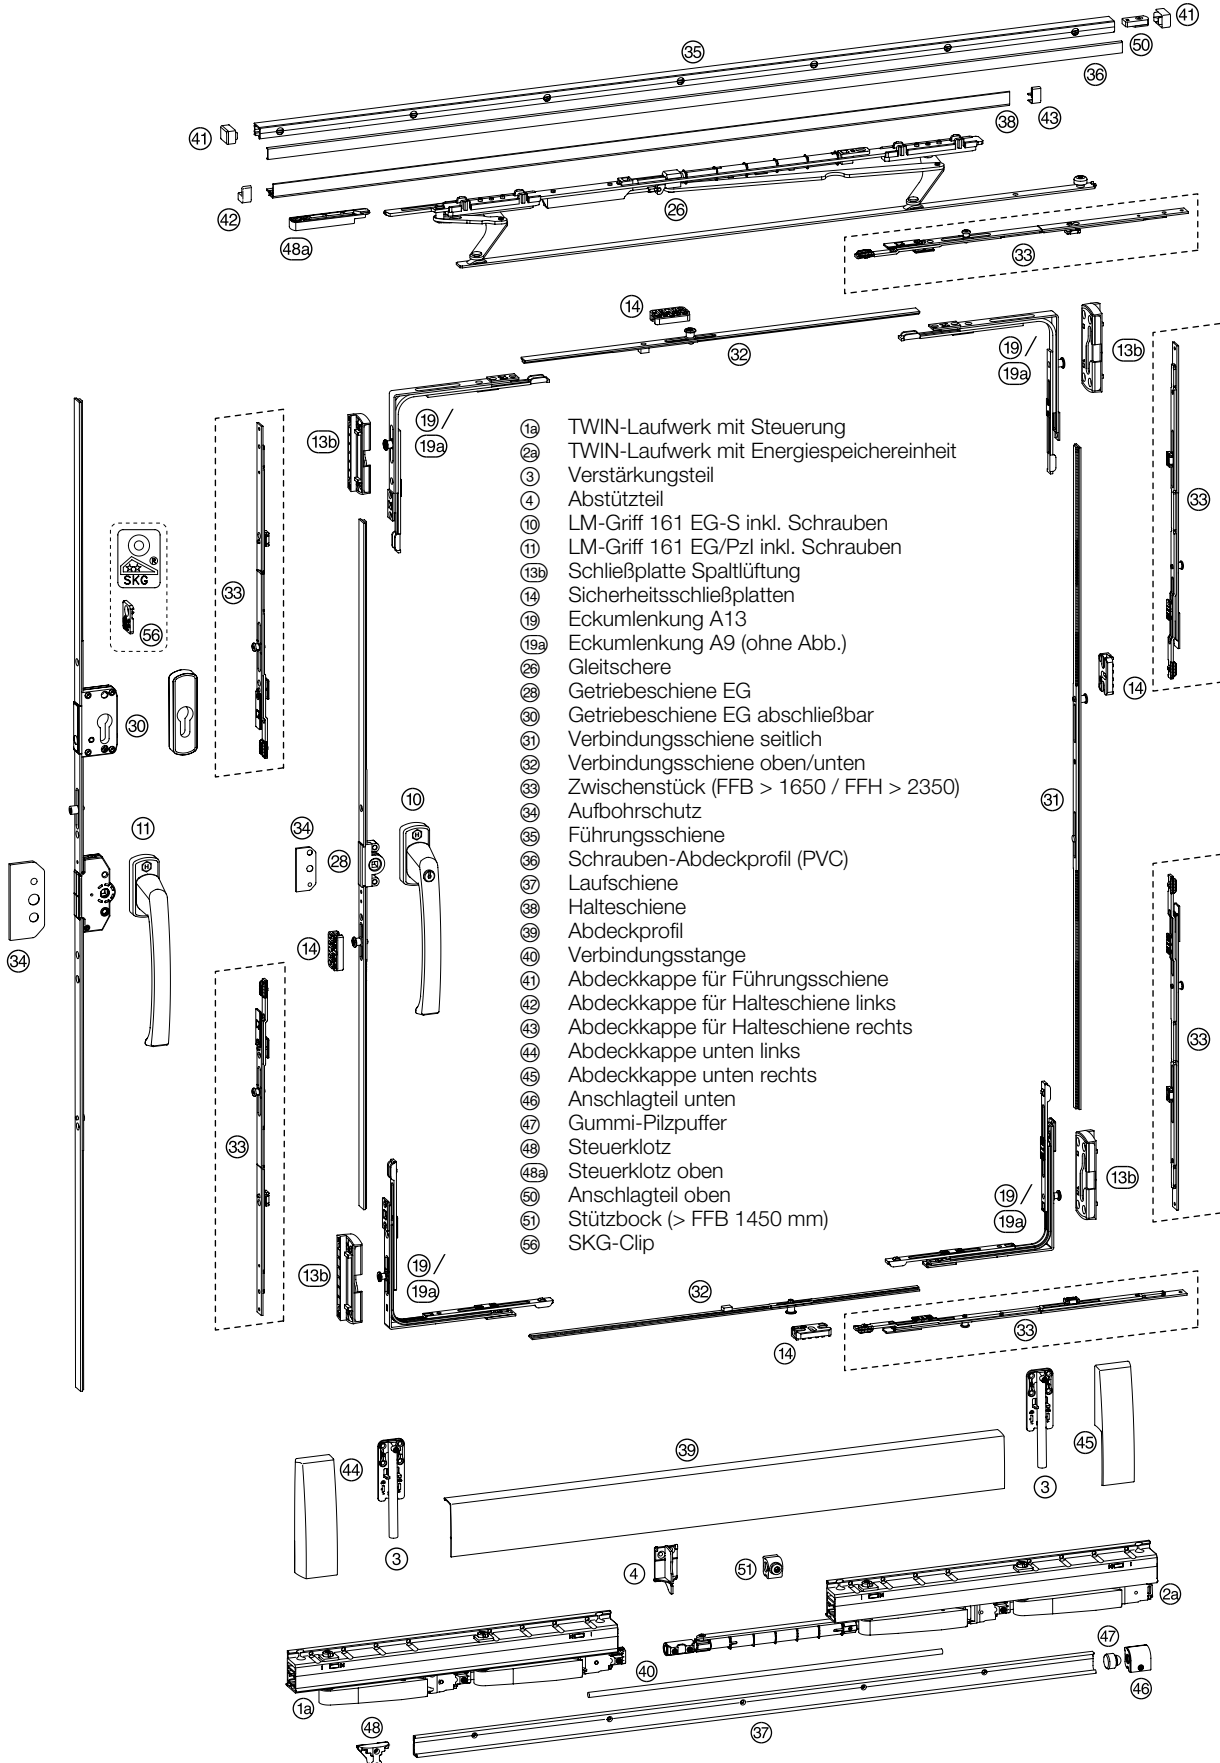 41
50
35
36
41
43
38
42
48a
26
33
14
32
19 /
19a
13b
13b
19 /
19a
1a TWIN-Laufwerk mit Steuerung
2a TWIN-Laufwerk mit Energiespeichereinheit
3 Verstärkungsteil
4 Abstützteil
10 LM-Griff 161 EG-S inkl. Schrauben
11 LM-Griff 161 EG/Pzl inkl. Schrauben
13b Schließplatte Spaltlüftung
14 Sicherheitsschließplatten
19 Eckumlenkung A13
19a Eckumlenkung A9 (ohne Abb.)
26 Gleitschere
28 Getriebeschiene EG
30 Getriebeschiene EG abschließbar
31 Verbindungsschiene seitlich
32 Verbindungsschiene oben/unten
33 Zwischenstück (FFB > 1650 / FFH > 2350)
34 Aufbohrschutz
35 Führungsschiene
36 Schrauben-Abdeckprofil (PVC)
37 Laufschiene
38 Halteschiene
39 Abdeckprofil
40 Verbindungsstange
41 Abdeckkappe für Führungsschiene
42 Abdeckkappe für Halteschiene links
43 Abdeckkappe für Halteschiene rechts
44 Abdeckkappe unten links
45 Abdeckkappe unten rechts
46 Anschlagteil unten
47 Gummi-Pilzpuffer
48 Steuerklotz
48a Steuerklotz oben
50 Anschlagteil oben
51 Stützbock (> FFB 1450 mm)
56 SKG-Clip
®
SKG
56
33
33
30
14
31
11
34
28
10
34
14
33
33
13b
19 /
19a
19 /
19a
13b
32
14
33
44
3
39
3
45
4
51
2a
1a
40
47
46
48
37